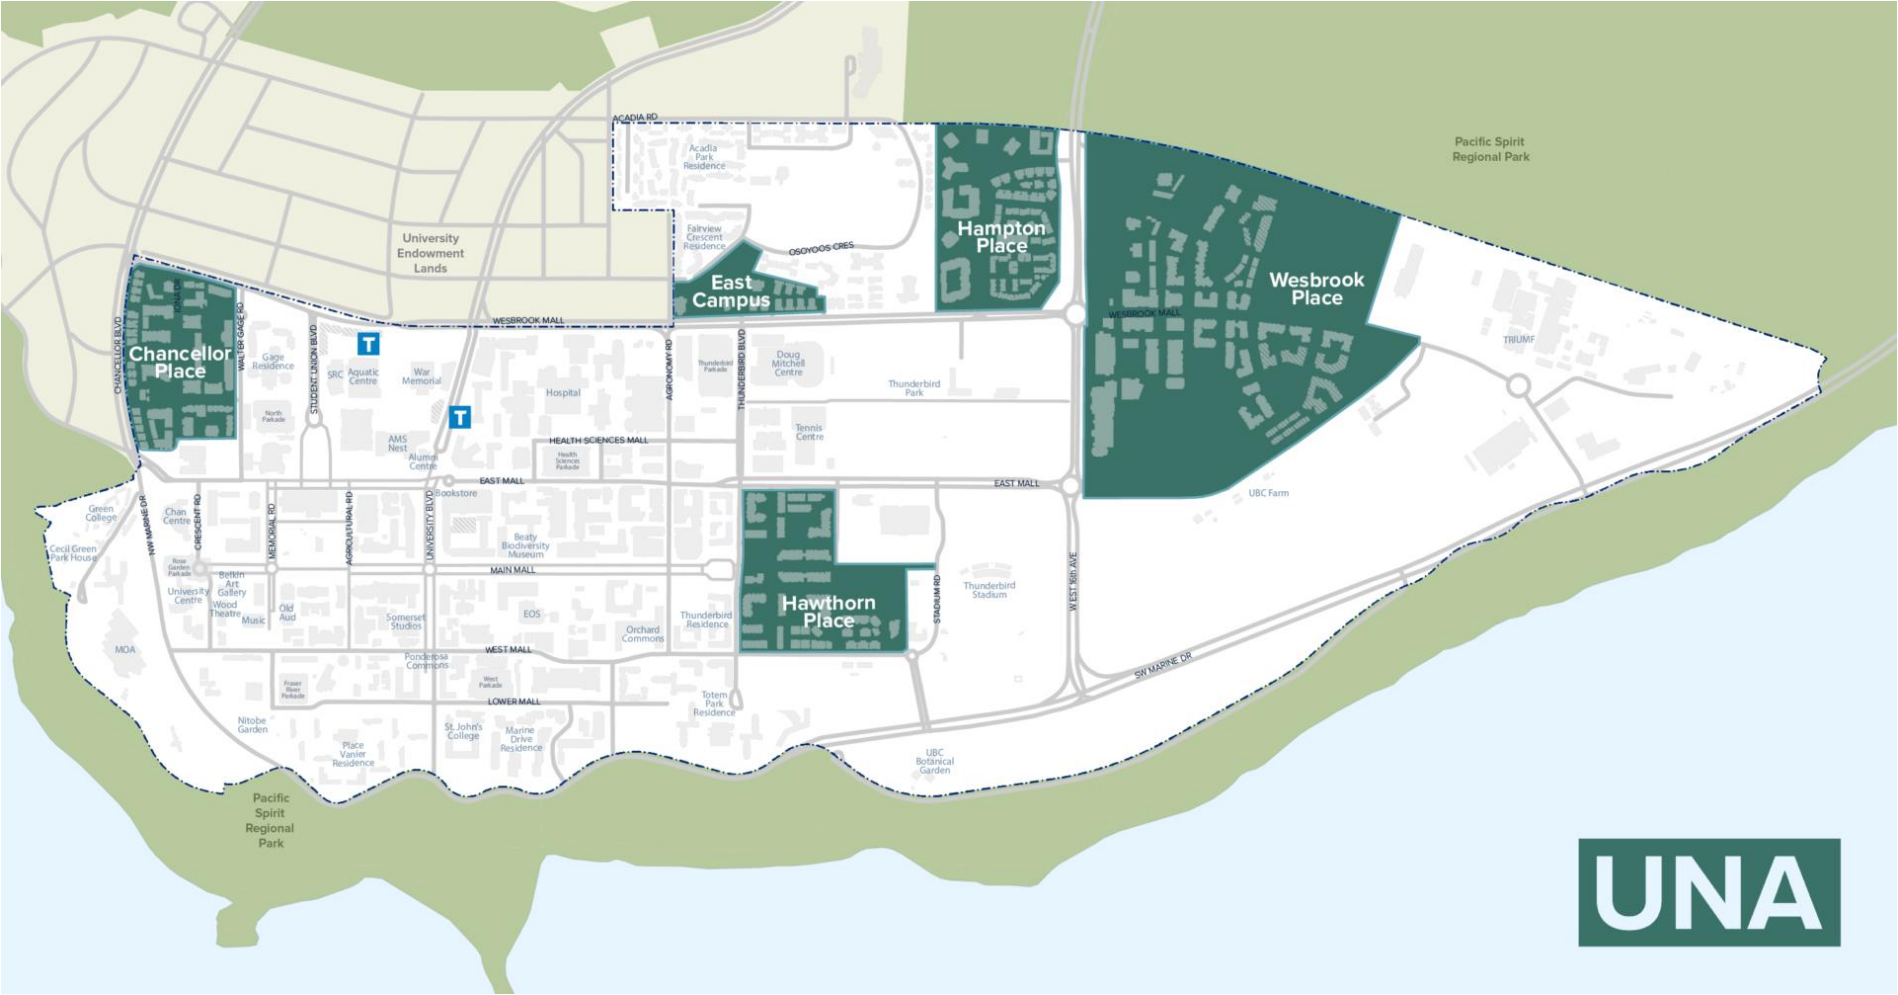 ACADIA RD
Acadia
Park
Residence
Pacific Spirit
Regional Park
University
Endowment
Lands
Fairview
Crescent
Residence
OSOYOOS CRES
Hampton
Place
East
Campus
Wesbrook
Place
IONA DR
WESBROOK MALL
WESBROOK MALL
CHANCELLOR BLVD
Chancellor
Place
WALTER GAGE RD
Gage
Residence
STUDENT UNION BLVD
T
SRC
Aquatic
Centre
War
Memorial
Hospital
AGRONOMY RD
Thunderbird
Parkade
THUNDERBIRD BLVD
Doug
Mitchell
Centre
Thunderbird
Park
TRIUMF
North
Parkade
T
AMS
Nest
Alumni
Centre
HEALTH SCIENCES MALL
Health
Sciences
Parkade
Tennis
Centre
EAST MALL
EAST MALL
Bookstore
UBC Farm
Green
College
NW MARINE DR
Chan
Centre
CRESCENT RD
MEMORIAL RD
AGRICULTURAL RD
UNIVERSITY BLVD
Beaty
Biodiversity
Museum
Cecil Green
Park House
Rose
Garden
Parkade
MAIN MALL
University
Centre
Belkin
Art
Gallery
Wood
Theatre
Music
Old
Aud
Somerset
Studios
EOS
Orchard
Commons
Thunderbird
Residence
Hawthorn
Place
STADIUM RD
Thunderbird
Stadium
WEST 16th AVE
MOA
WEST MALL
Ponderosa
Commons
SW MARINE DR
Fraser
River
Parkade
West
Parkade
LOWER MALL
Totem
Park
Residence
Nitobe
Garden
Place
Vanier
Residence
St. John's
College
Marine
Drive
Residence
UBC
Botanical
Garden
Pacific
Spirit
Regional
Park
UNA